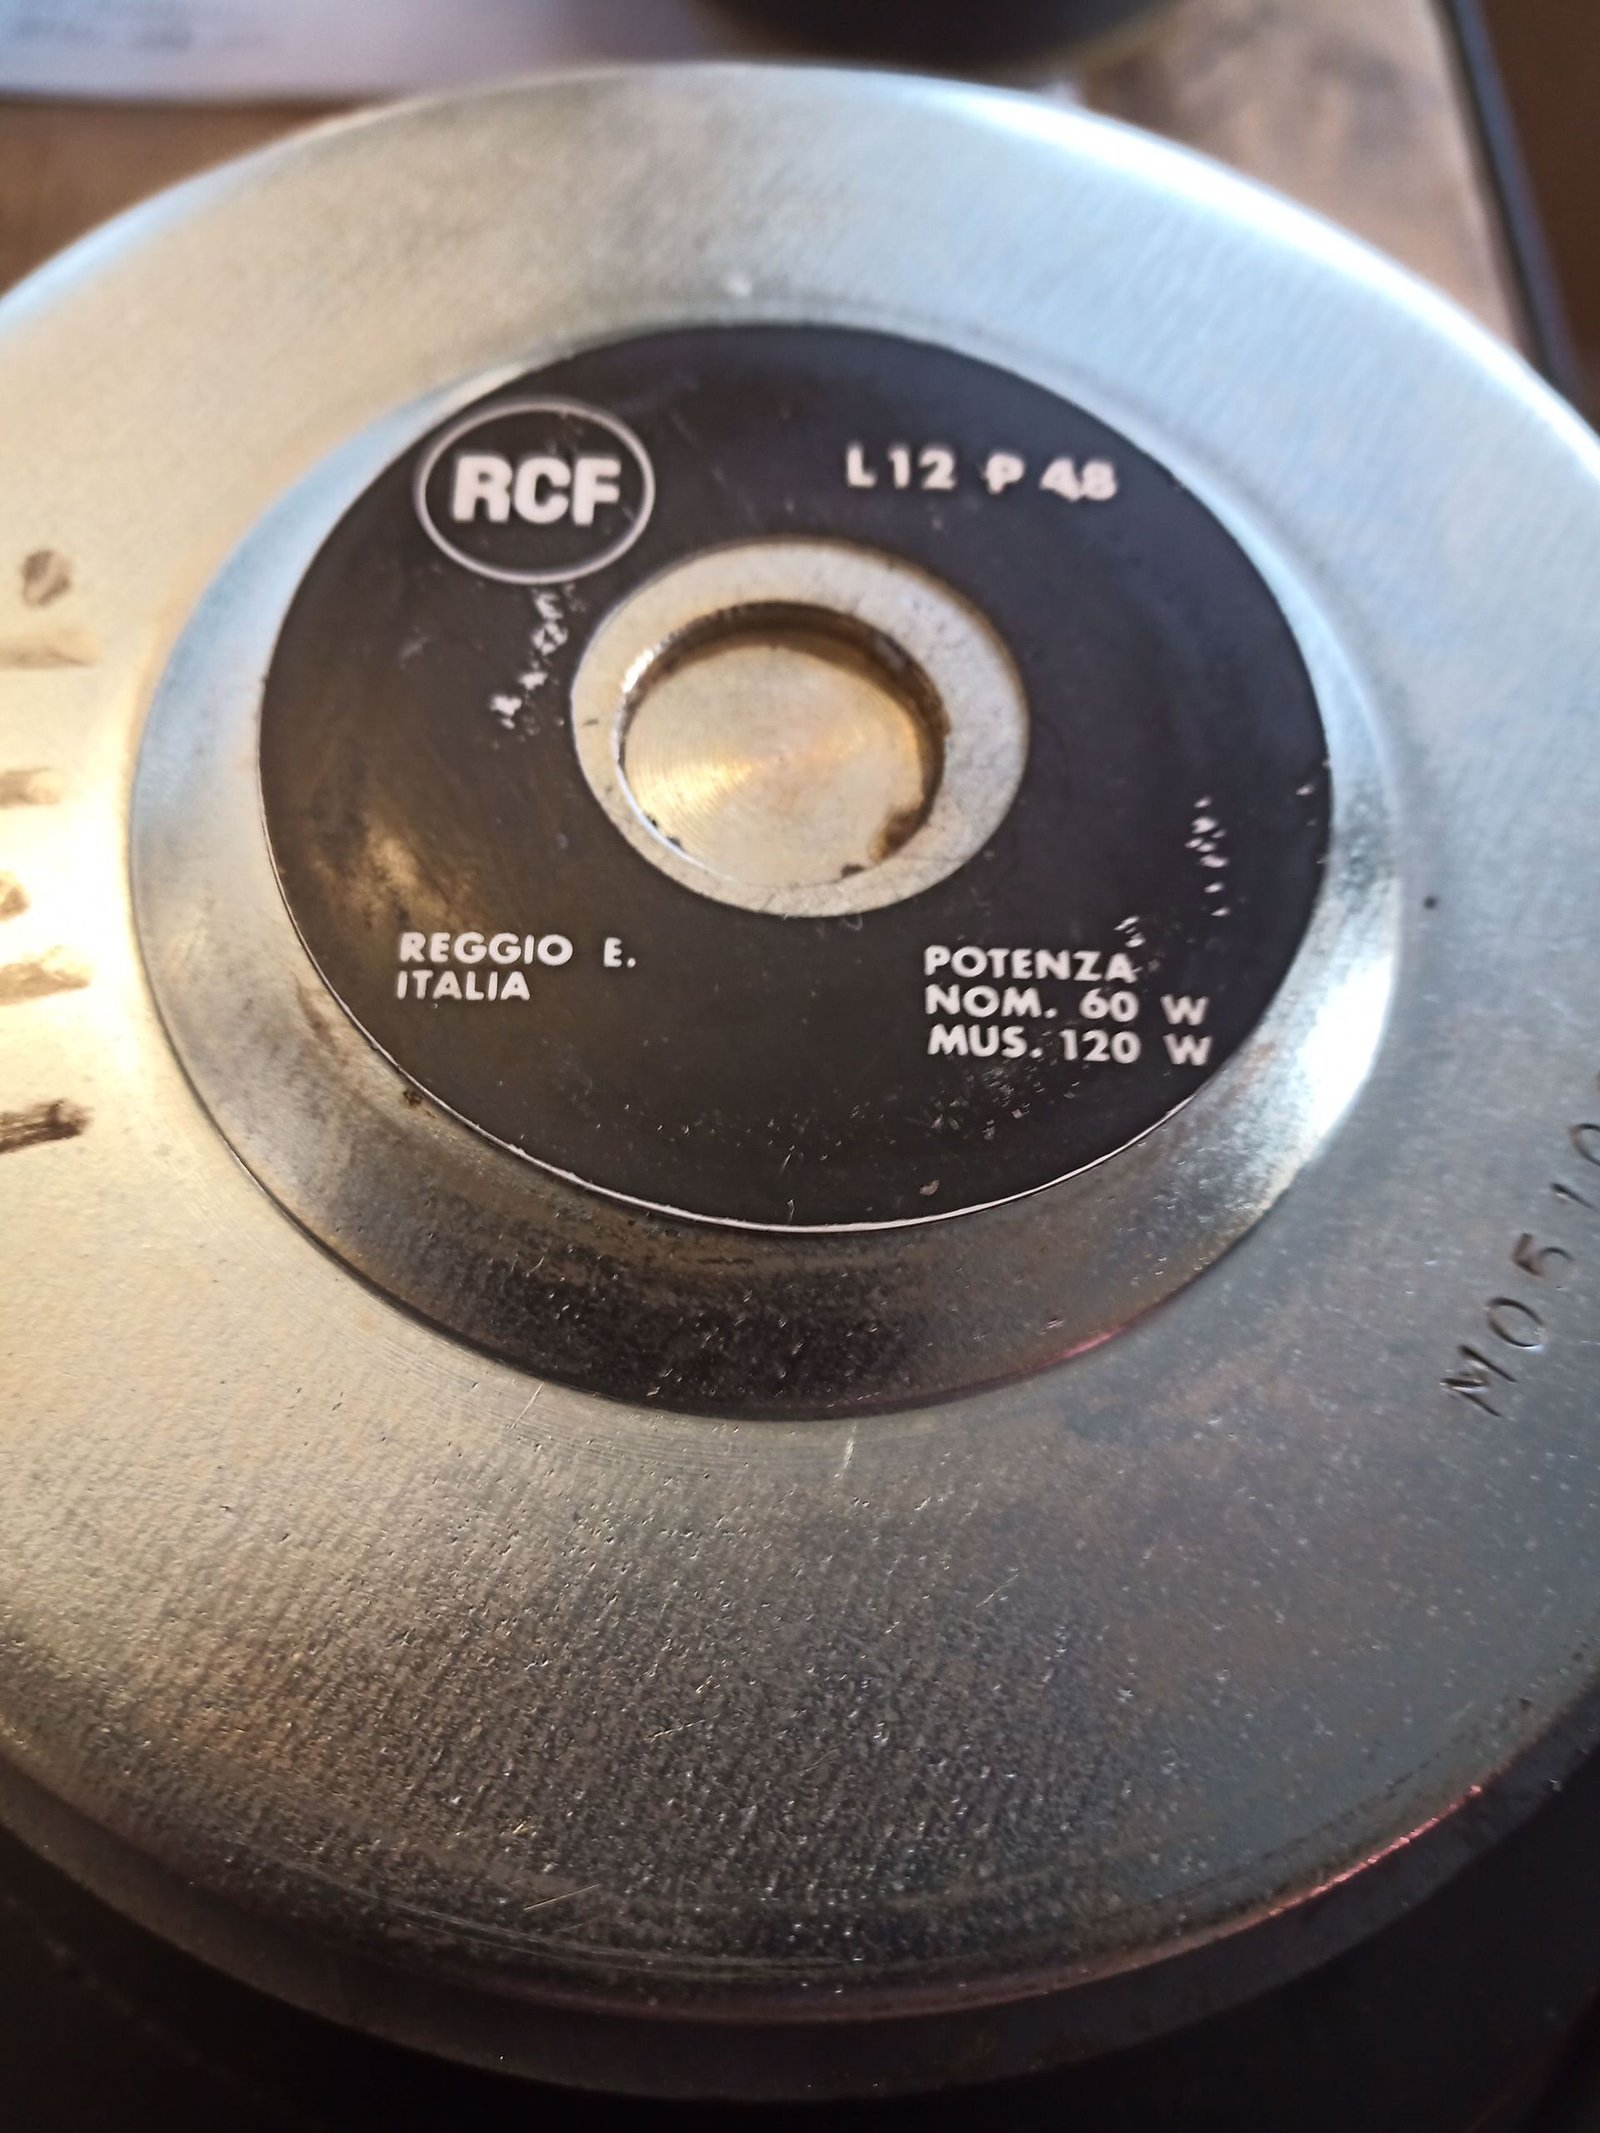 RCF
L12 P 48
REGGIO E.
ITALIA
POTENZA
NOM. 60 W
MUS. 120 W